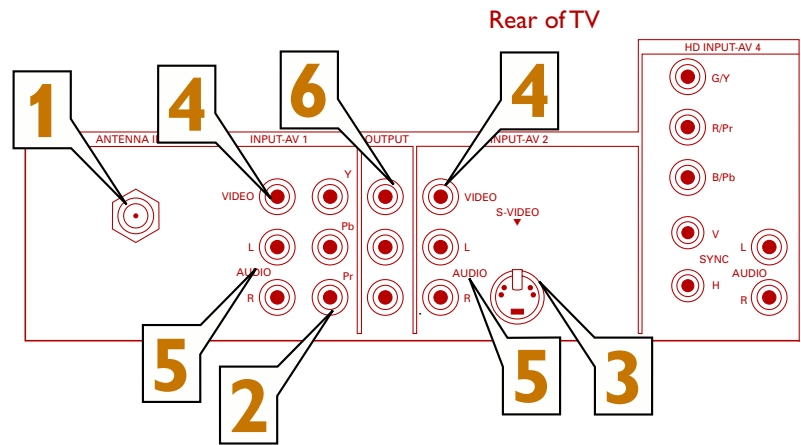 Rear of TV
HD INPUT-AV 4
1
4
6
4
G/Y
R/Pr
B/Pb
V
SYNC
H
L
AUDIO
R
ANTENNA
INPUT-AV 1
OUTPUT
INPUT-AV 2
VIDEO
Y
L
Pb
AUDIO
Pr
R
VIDEO
S-VIDEO
L
AUDIO
R
5
2
5
3